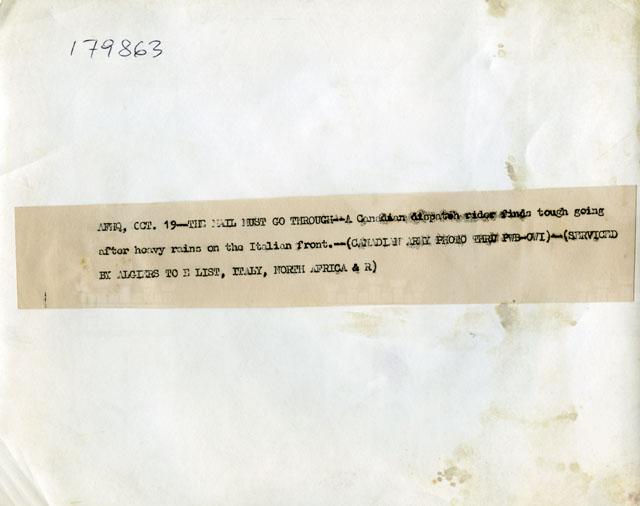 179863
AFHQ, OCT. 19--THE MAIL MUST GO THROUGH--A Canadian dispatch rider finds tough going
after heavy rains on the Italian front.--(CANADIAN ARMY PHOTO THRU PWB-OWI)--(SERVICED
BY ALGIERS TO E LIST, ITALY, NORTH AFRICA & R)